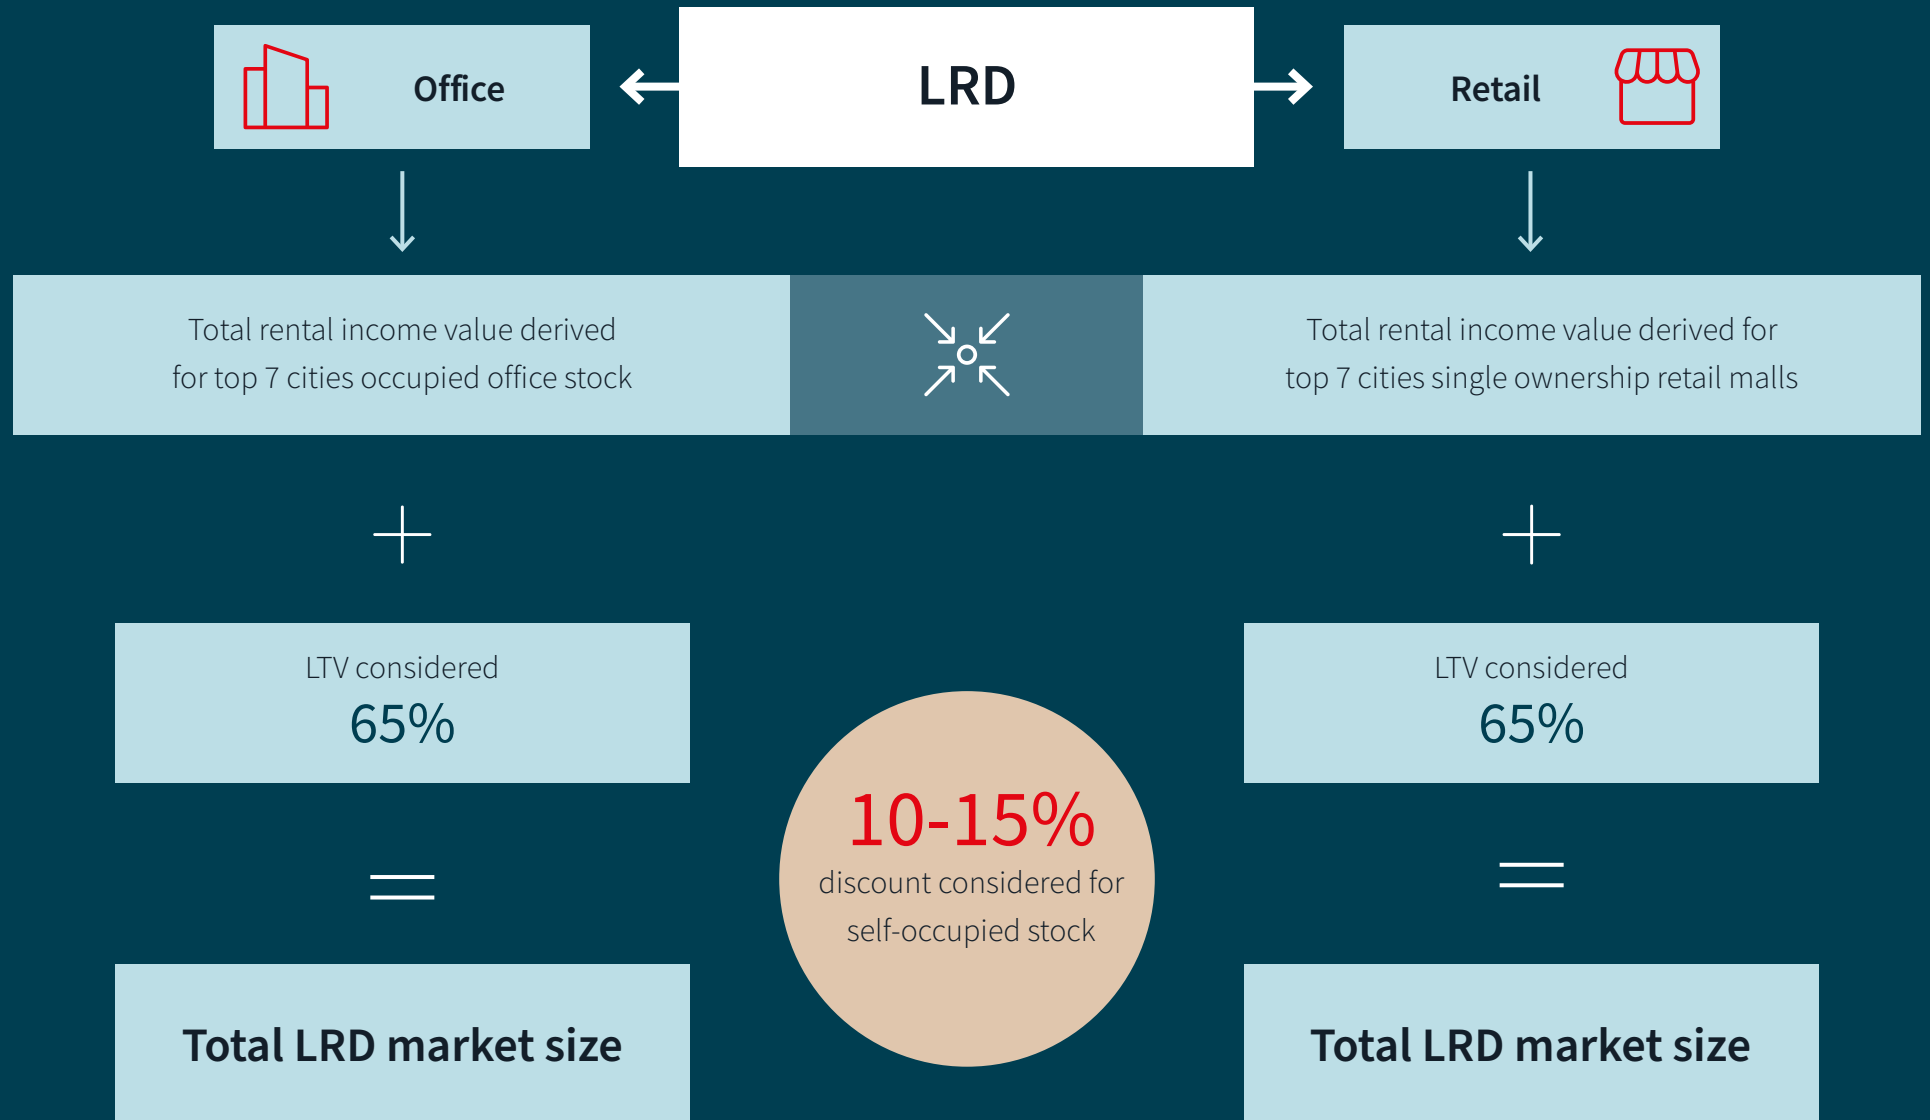 Office
LRD
Retail
Total rental income value derived
for top 7 cities occupied office stock
Total rental income value derived for
top 7 cities single ownership retail malls
LTV considered
65%
LTV considered
65%
10-15%
discount considered for
self-occupied stock
Total LRD market size
Total LRD market size